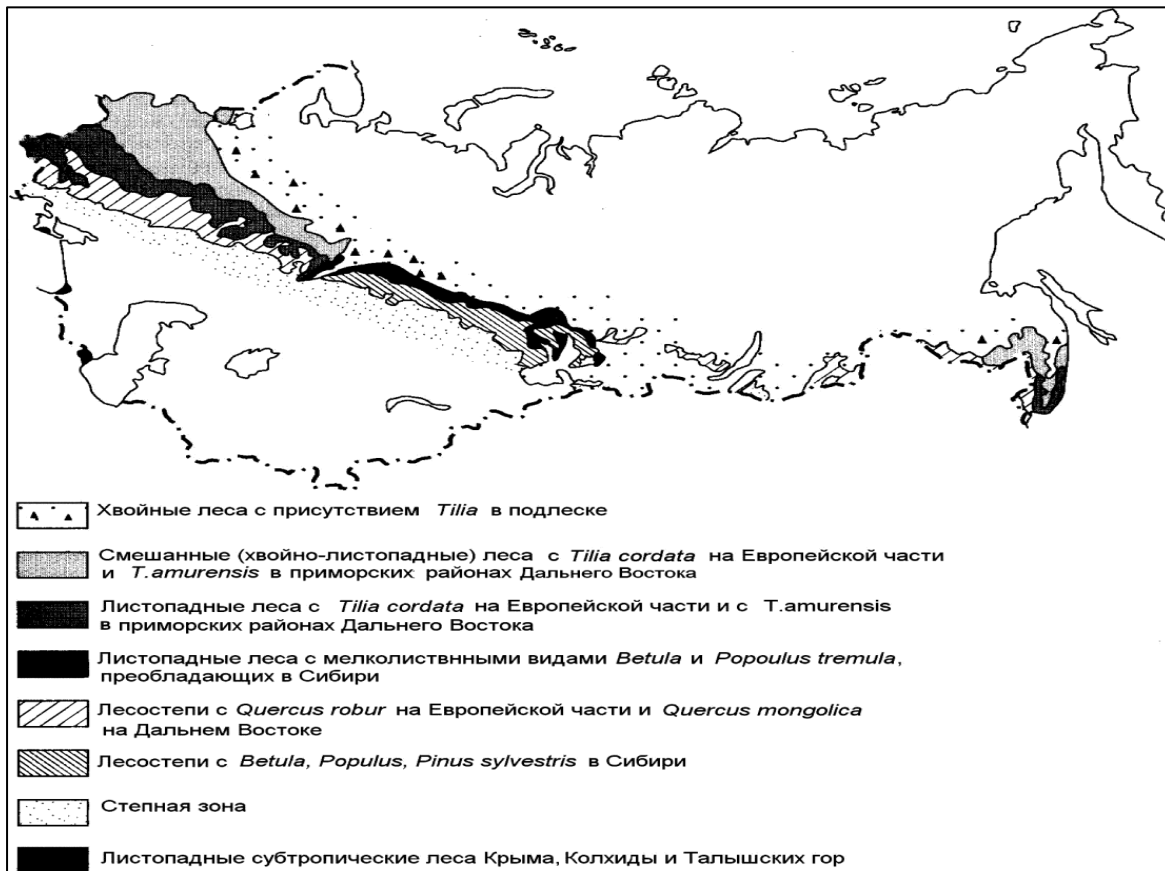 Хвойные леса с присутствием Tilia в подлеске
Смешанные (хвойно-листопадные) леса с Tilia cordata на Европейской части
и T.amurensis в приморских районах Дальнего Востока
Листопадные леса с Tilia cordata на Европейской части и с T.amurensis
в приморских районах Дальнего Востока
Листопадные леса с мелколиствнными видами Betula и Popoulus tremula,
преобладающих в Сибири
Лесостепи с Quercus robur на Европейской части и Quercus mongolica
на Дальнем Востоке
Лесостепи с Betula, Populus, Pinus sylvestris в Сибири
Степная зона
Листопадные субтропические леса Крыма, Колхиды и Талышских гор